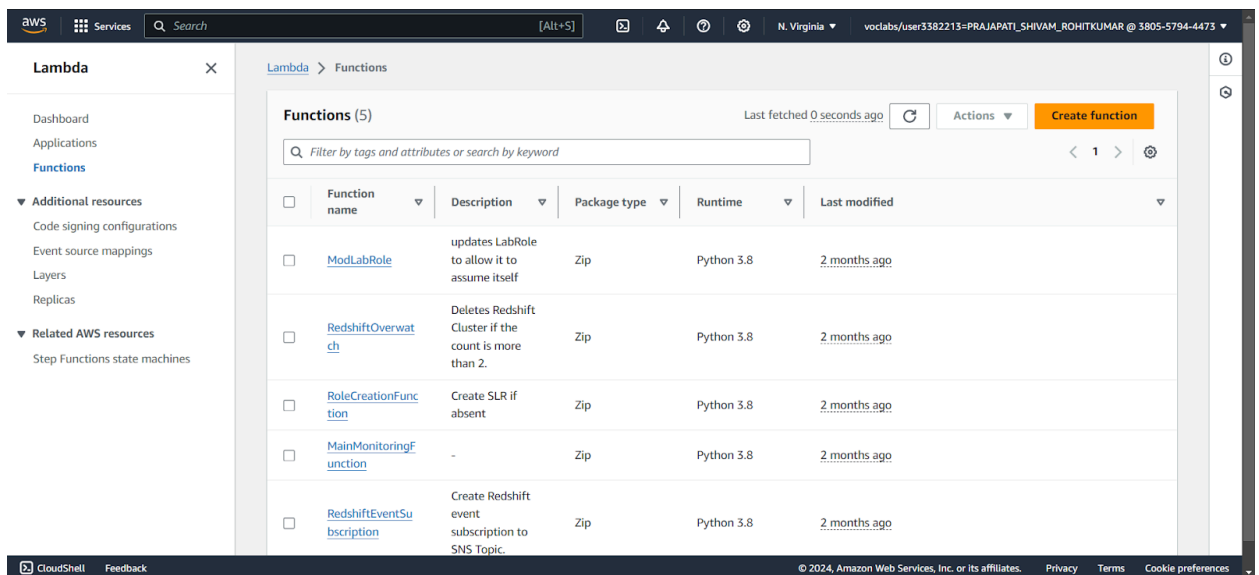 aws
Services
Search
[Alt+S]
N. Virginia
voclabs/user3382213=PRAJAPATI_SHIVAM_ROHITKUMAR @ 3805-5794-4473
Lambda
Dashboard
Applications
Functions
Additional resources
Code signing configurations
Event source mappings
Layers
Replicas
Related AWS resources
Step Functions state machines
Lambda > Functions
Functions (5)
Last fetched 0 seconds ago
Actions
Create function
Filter by tags and attributes or search by keyword
1
Function
name
Description
Package type
Runtime
Last modified
ModLabRole
updates LabRole
to allow it to
assume itself
Zip
Python 3.8
2 months ago
RedshiftOverwat
ch
Deletes Redshift
Cluster if the
count is more
than 2.
Zip
Python 3.8
2 months ago
RoleCreationFunc
tion
Create SLR if
absent
Zip
Python 3.8
2 months ago
MainMonitoringF
unction
-
Zip
Python 3.8
2 months ago
RedshiftEventSu
bscription
Create Redshift
event
subscription to
SNS Topic.
Zip
Python 3.8
2 months ago
CloudShell
Feedback
© 2024, Amazon Web Services, Inc. or its affiliates.
Privacy
Terms
Cookie preferences